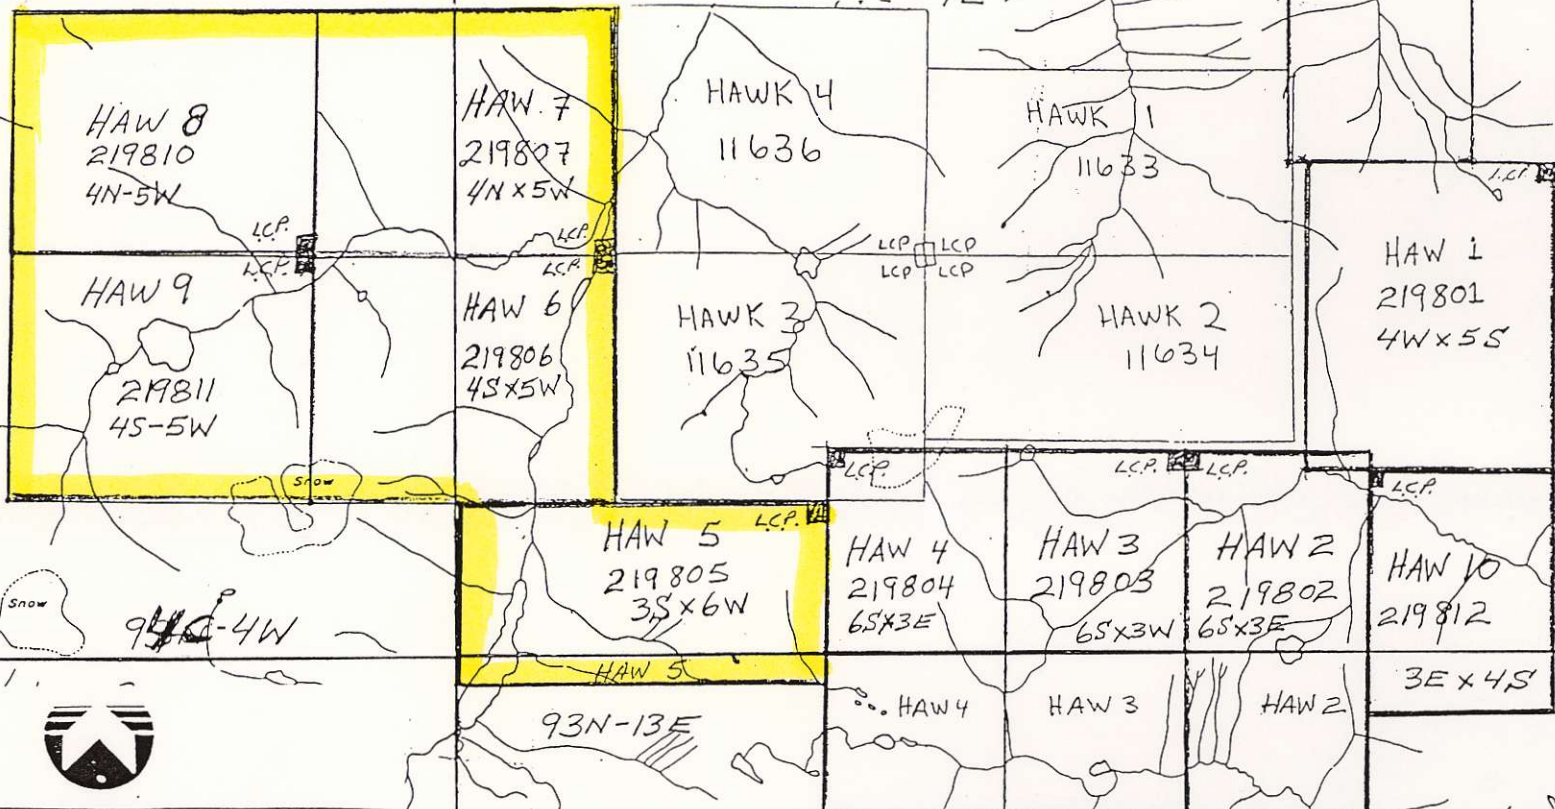 HAW 8
219810
4N-5W
HAW 7
219807
4N x 5W
HAWK 4
11636
HAWK 1
11633
L.C.P.
L.C.P.
L.C.P.
L.C.P.
L.C.P.
LCP LCP
LCP LCP
HAW 1
219801
4W x 5S
HAW 9
219811
4S-5W
HAW 6
219806
4S x 5W
HAWK 3
11635
HAWK 2
11634
L.C.P.
L.C.P. L.C.P.
L.C.P.
Snow
L.C.P.
HAW 5
219805
3S x 6W
HAW 4
219804
6S x 3E
HAW 3
219803
6S x 3W
HAW 2
219802
6S x 3E
HAW 10
219812
3E x 4S
Snow
-4W
HAW 5
93N-13E
HAW 4
HAW 3
HAW 2